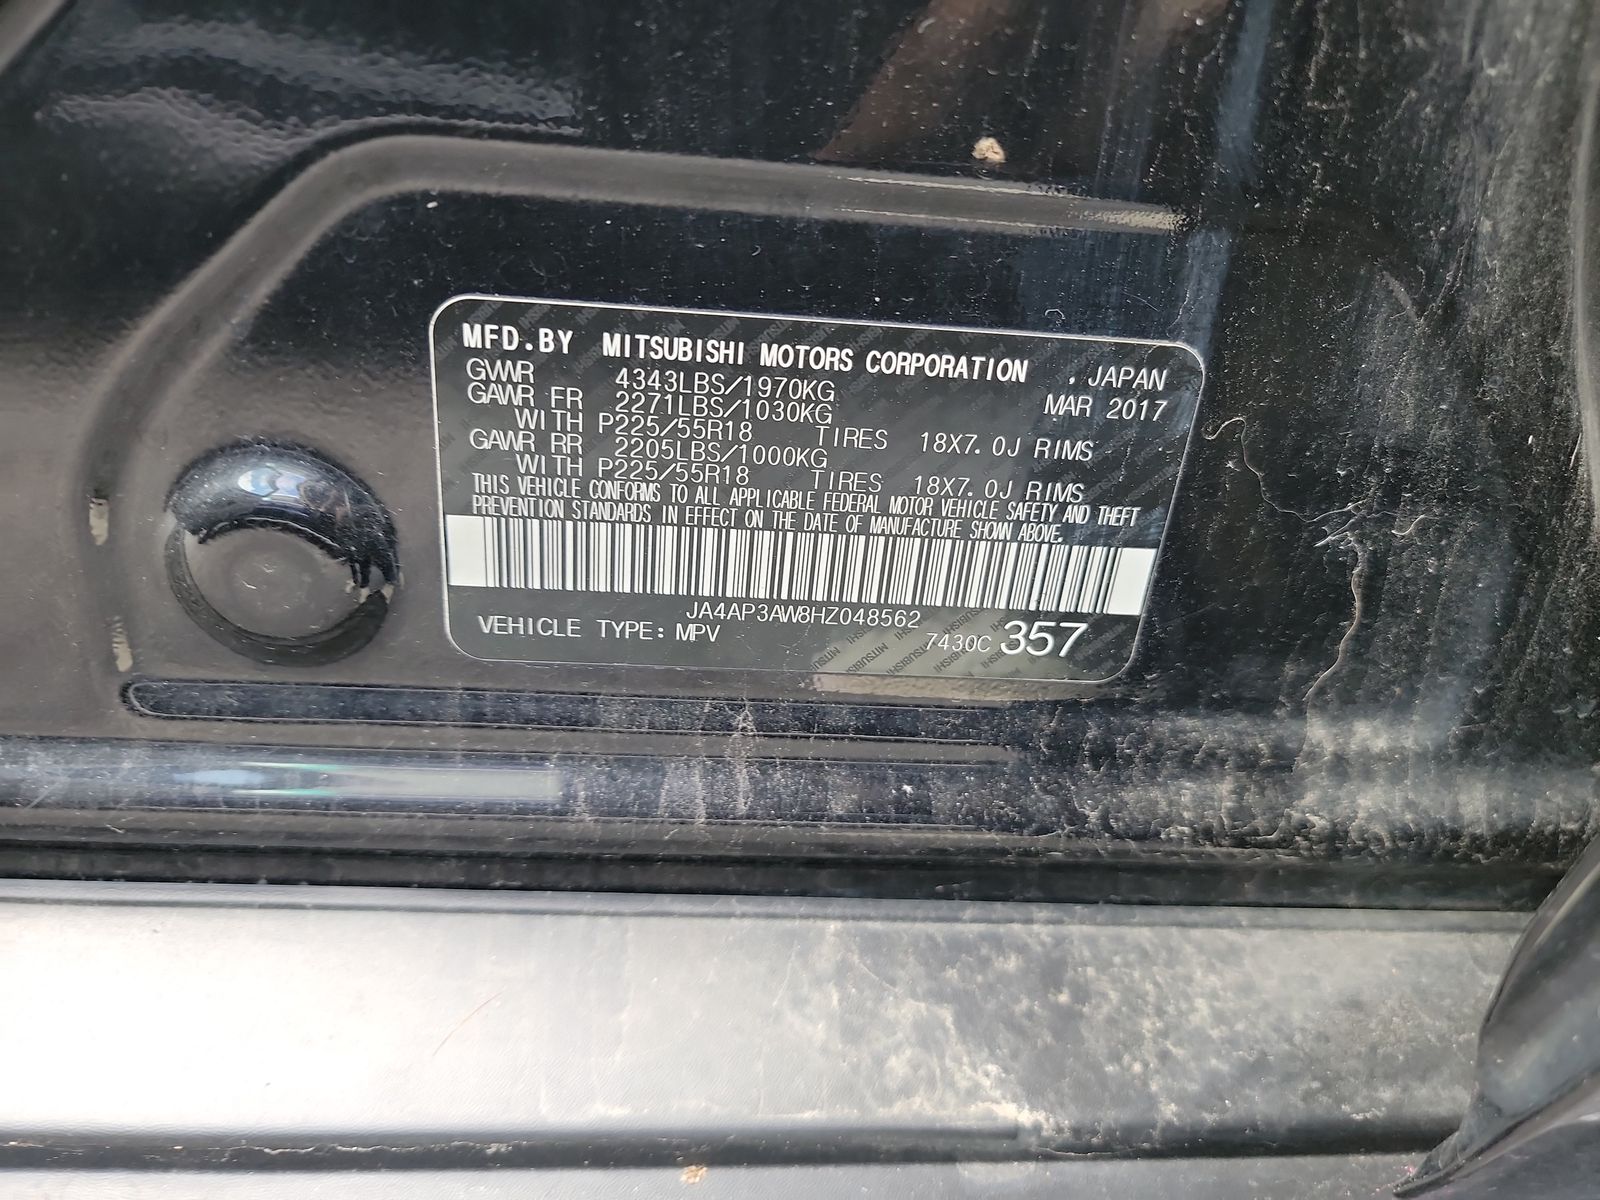 MFD.BY MITSUBISHI MOTORS CORPORATION , JAPAN
GVWR 4343LBS/1970KG MAR 2017
GAWR FR 2271LBS/1030KG
WITH P225/55R18 TIRES 18X7.0J RIMS
GAWR RR 2205LBS/1000KG
WITH P225/55R18 TIRES 18X7.0J RIMS
THIS VEHICLE CONFORMS TO ALL APPLICABLE FEDERAL MOTOR VEHICLE SAFETY AND THEFT
PREVENTION STANDARDS IN EFFECT ON THE DATE OF MANUFACTURE SHOWN ABOVE.
JA4AP3AW8HZ048562
VEHICLE TYPE: MPV 7430C 357